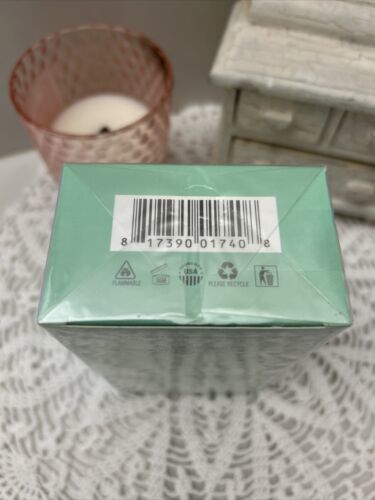 8 17390 01740 8
FLAMMABLE USA PLEASE RECYCLE